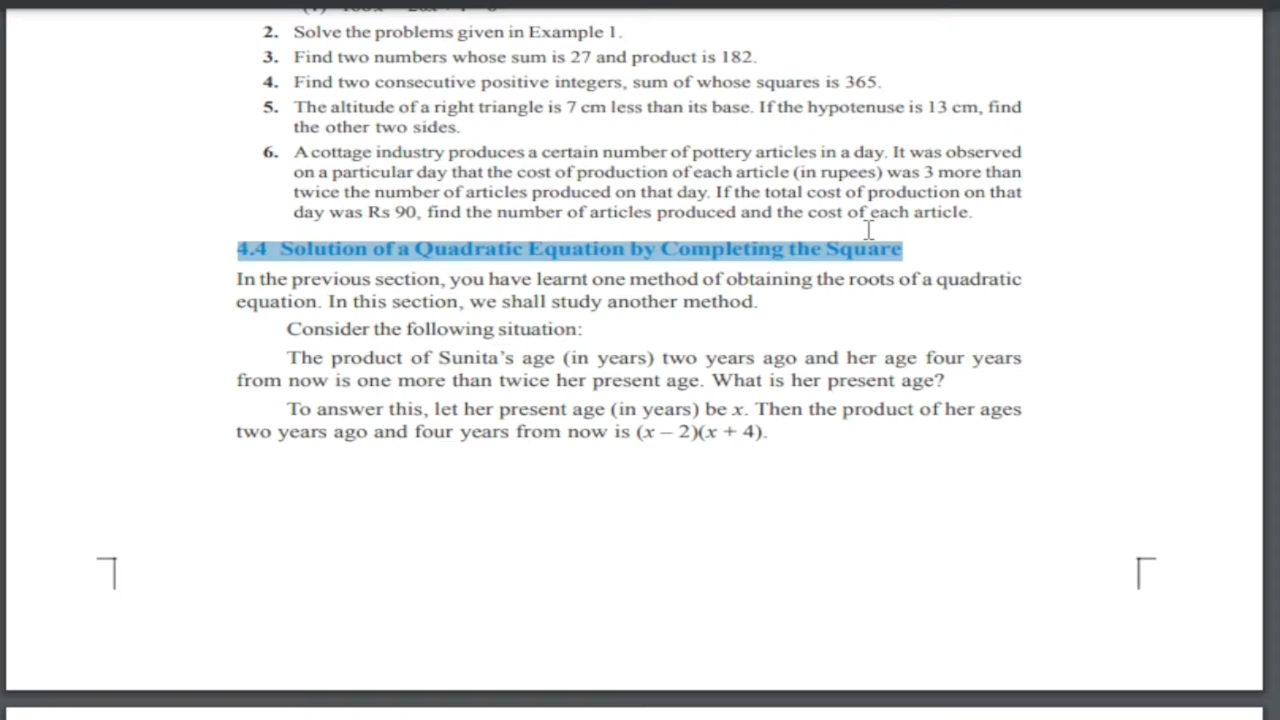 2. Solve the problems given in Example 1.
3. Find two numbers whose sum is 27 and product is 182.
4. Find two consecutive positive integers, sum of whose squares is 365.
5. The altitude of a right triangle is 7 cm less than its base. If the hypotenuse is 13 cm, find
the other two sides.
6. A cottage industry produces a certain number of pottery articles in a day. It was observed
on a particular day that the cost of production of each article (in rupees) was 3 more than
twice the number of articles produced on that day. If the total cost of production on that
day was Rs 90, find the number of articles produced and the cost of each article.
4.4 Solution of a Quadratic Equation by Completing the Square
In the previous section, you have learnt one method of obtaining the roots of a quadratic
equation. In this section, we shall study another method.
Consider the following situation:
The product of Sunita’s age (in years) two years ago and her age four years
from now is one more than twice her present age. What is her present age?
To answer this, let her present age (in years) be x. Then the product of her ages
two years ago and four years from now is (x – 2)(x + 4).